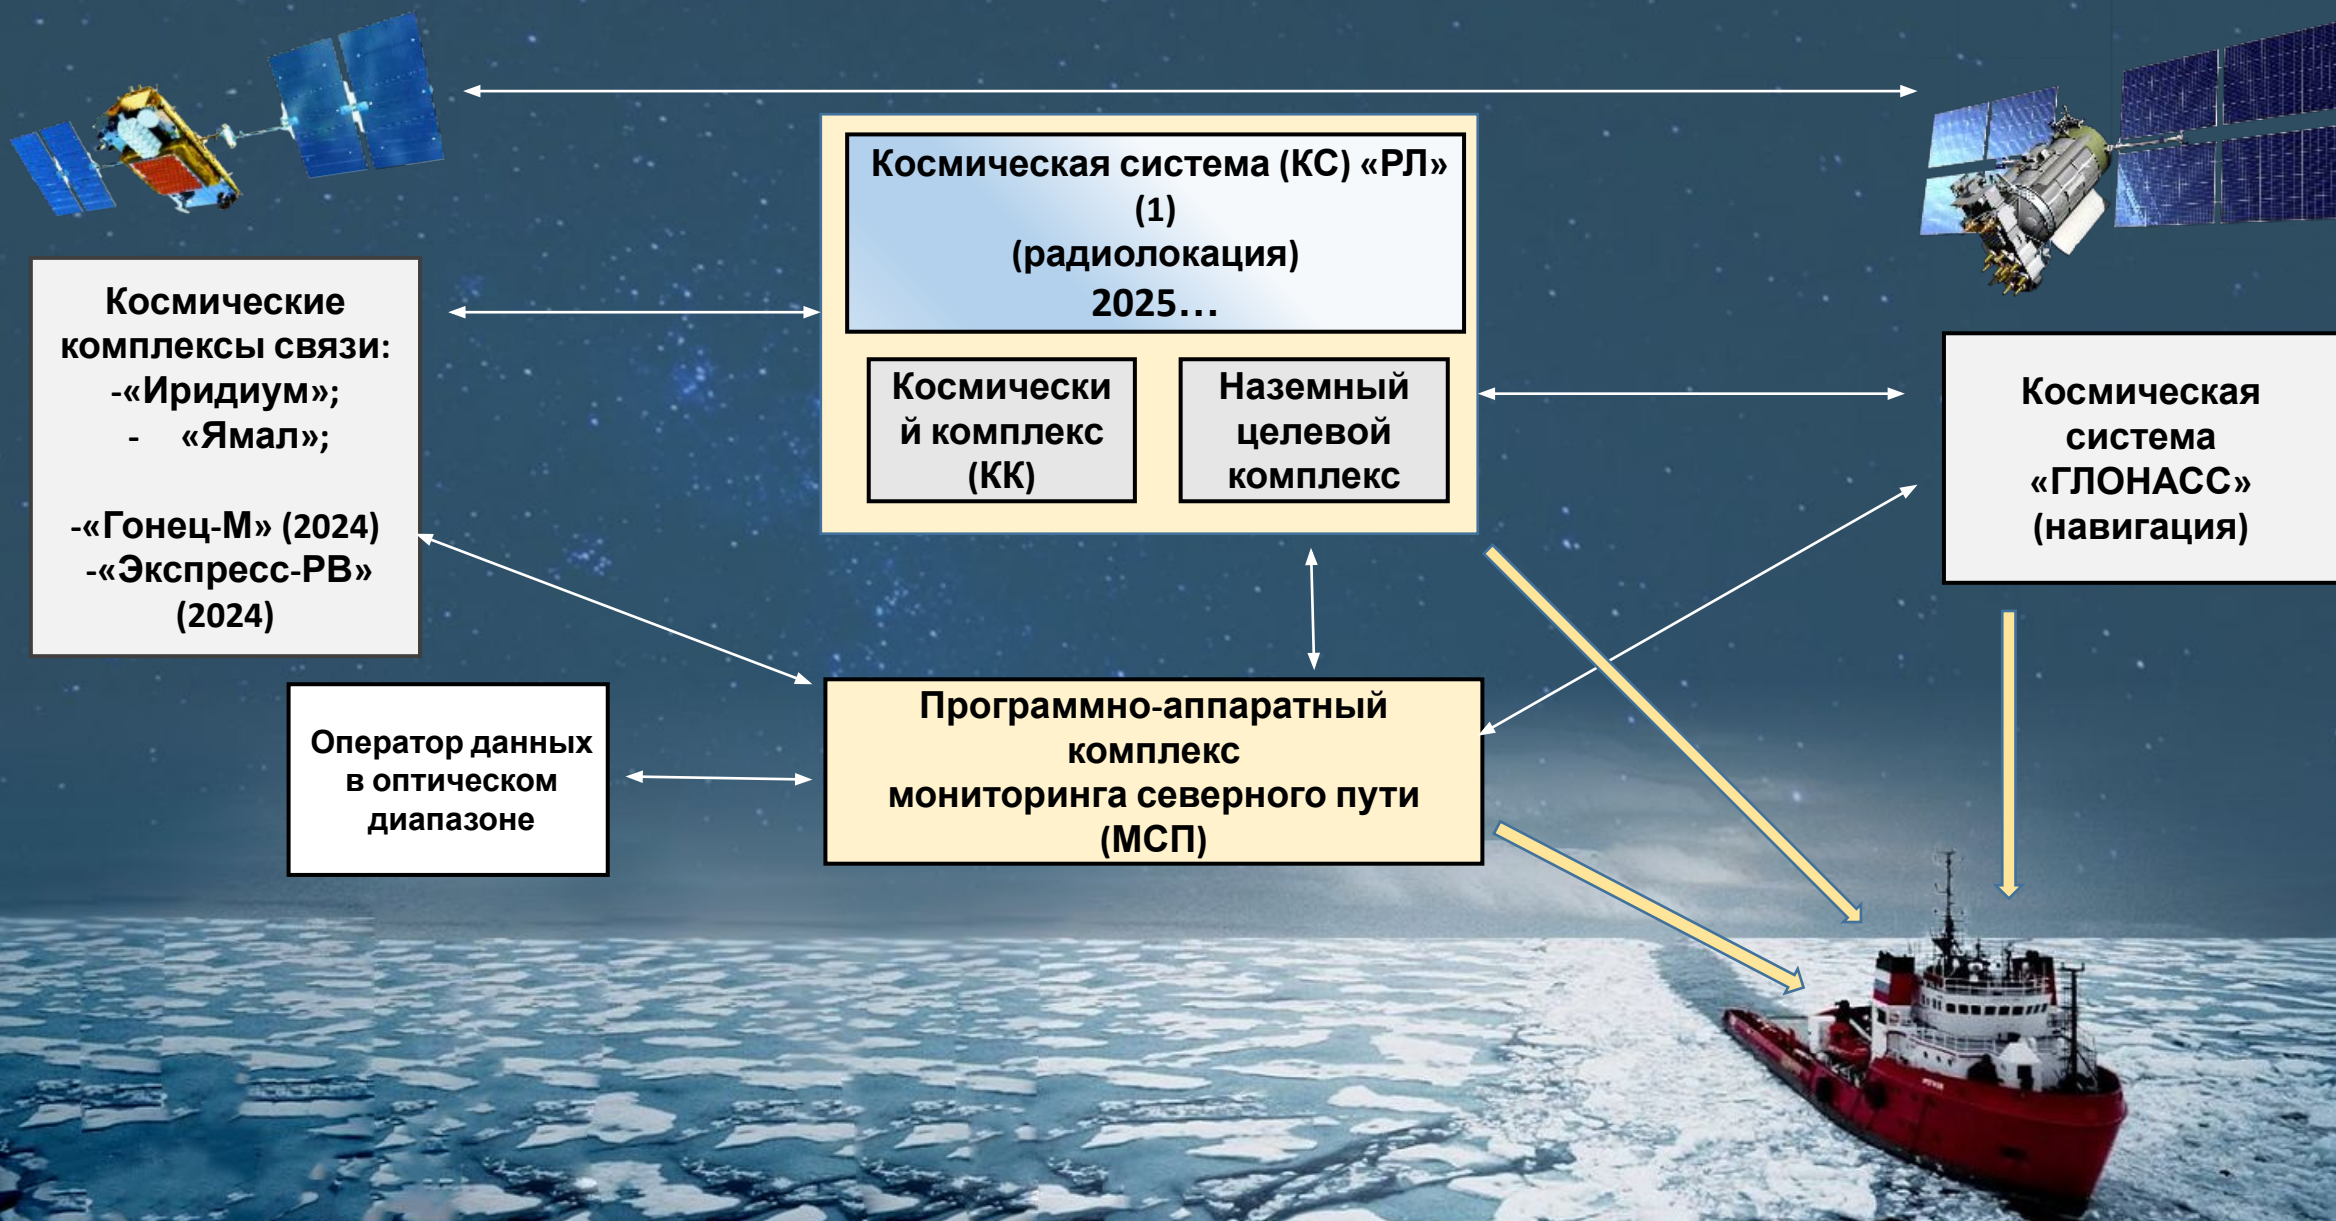 Космическая система (КС) «РЛ»
(1)
(радиолокация)
2025…
Космически
й комплекс
(КК)
Наземный
целевой
комплекс
Космические
комплексы связи:
-«Иридиум»;
- «Ямал»;
-«Гонец-М» (2024)
-«Экспресс-РВ»
(2024)
Космическая
система
«ГЛОНАСС»
(навигация)
Оператор данных
в оптическом
диапазоне
Программно-аппаратный
комплекс
мониторинга северного пути
(МСП)